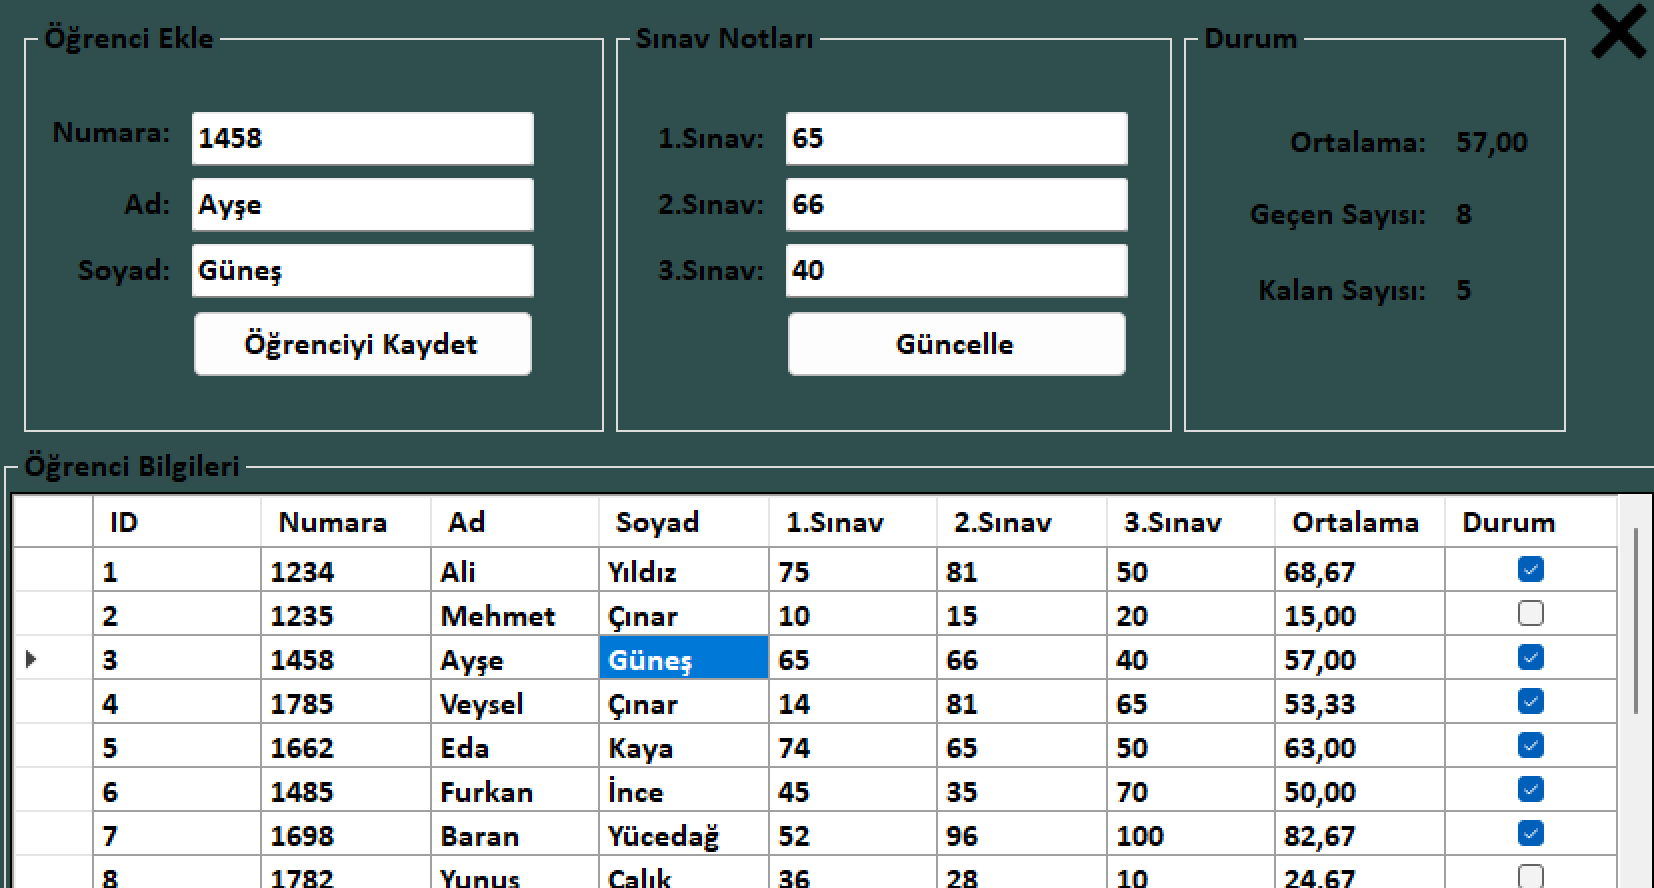 Öğrenci Ekle
Numara: 1458
Ad: Ayşe
Soyad: Güneş
Öğrenciyi Kaydet
Sınav Notları
1.Sınav: 65
2.Sınav: 66
3.Sınav: 40
Güncelle
Durum
Ortalama: 57,00
Geçen Sayısı: 8
Kalan Sayısı: 5
Öğrenci Bilgileri
ID Numara Ad Soyad 1.Sınav 2.Sınav 3.Sınav Ortalama Durum
1 1234 Ali Yıldız 75 81 50 68,67
2 1235 Mehmet Çınar 10 15 20 15,00
3 1458 Ayşe Güneş 65 66 40 57,00
4 1785 Veysel Çınar 14 81 65 53,33
5 1662 Eda Kaya 74 65 50 63,00
6 1485 Furkan İnce 45 35 70 50,00
7 1698 Baran Yücedağ 52 96 100 82,67
8 1782 Yunus Çalık 36 28 10 24,67